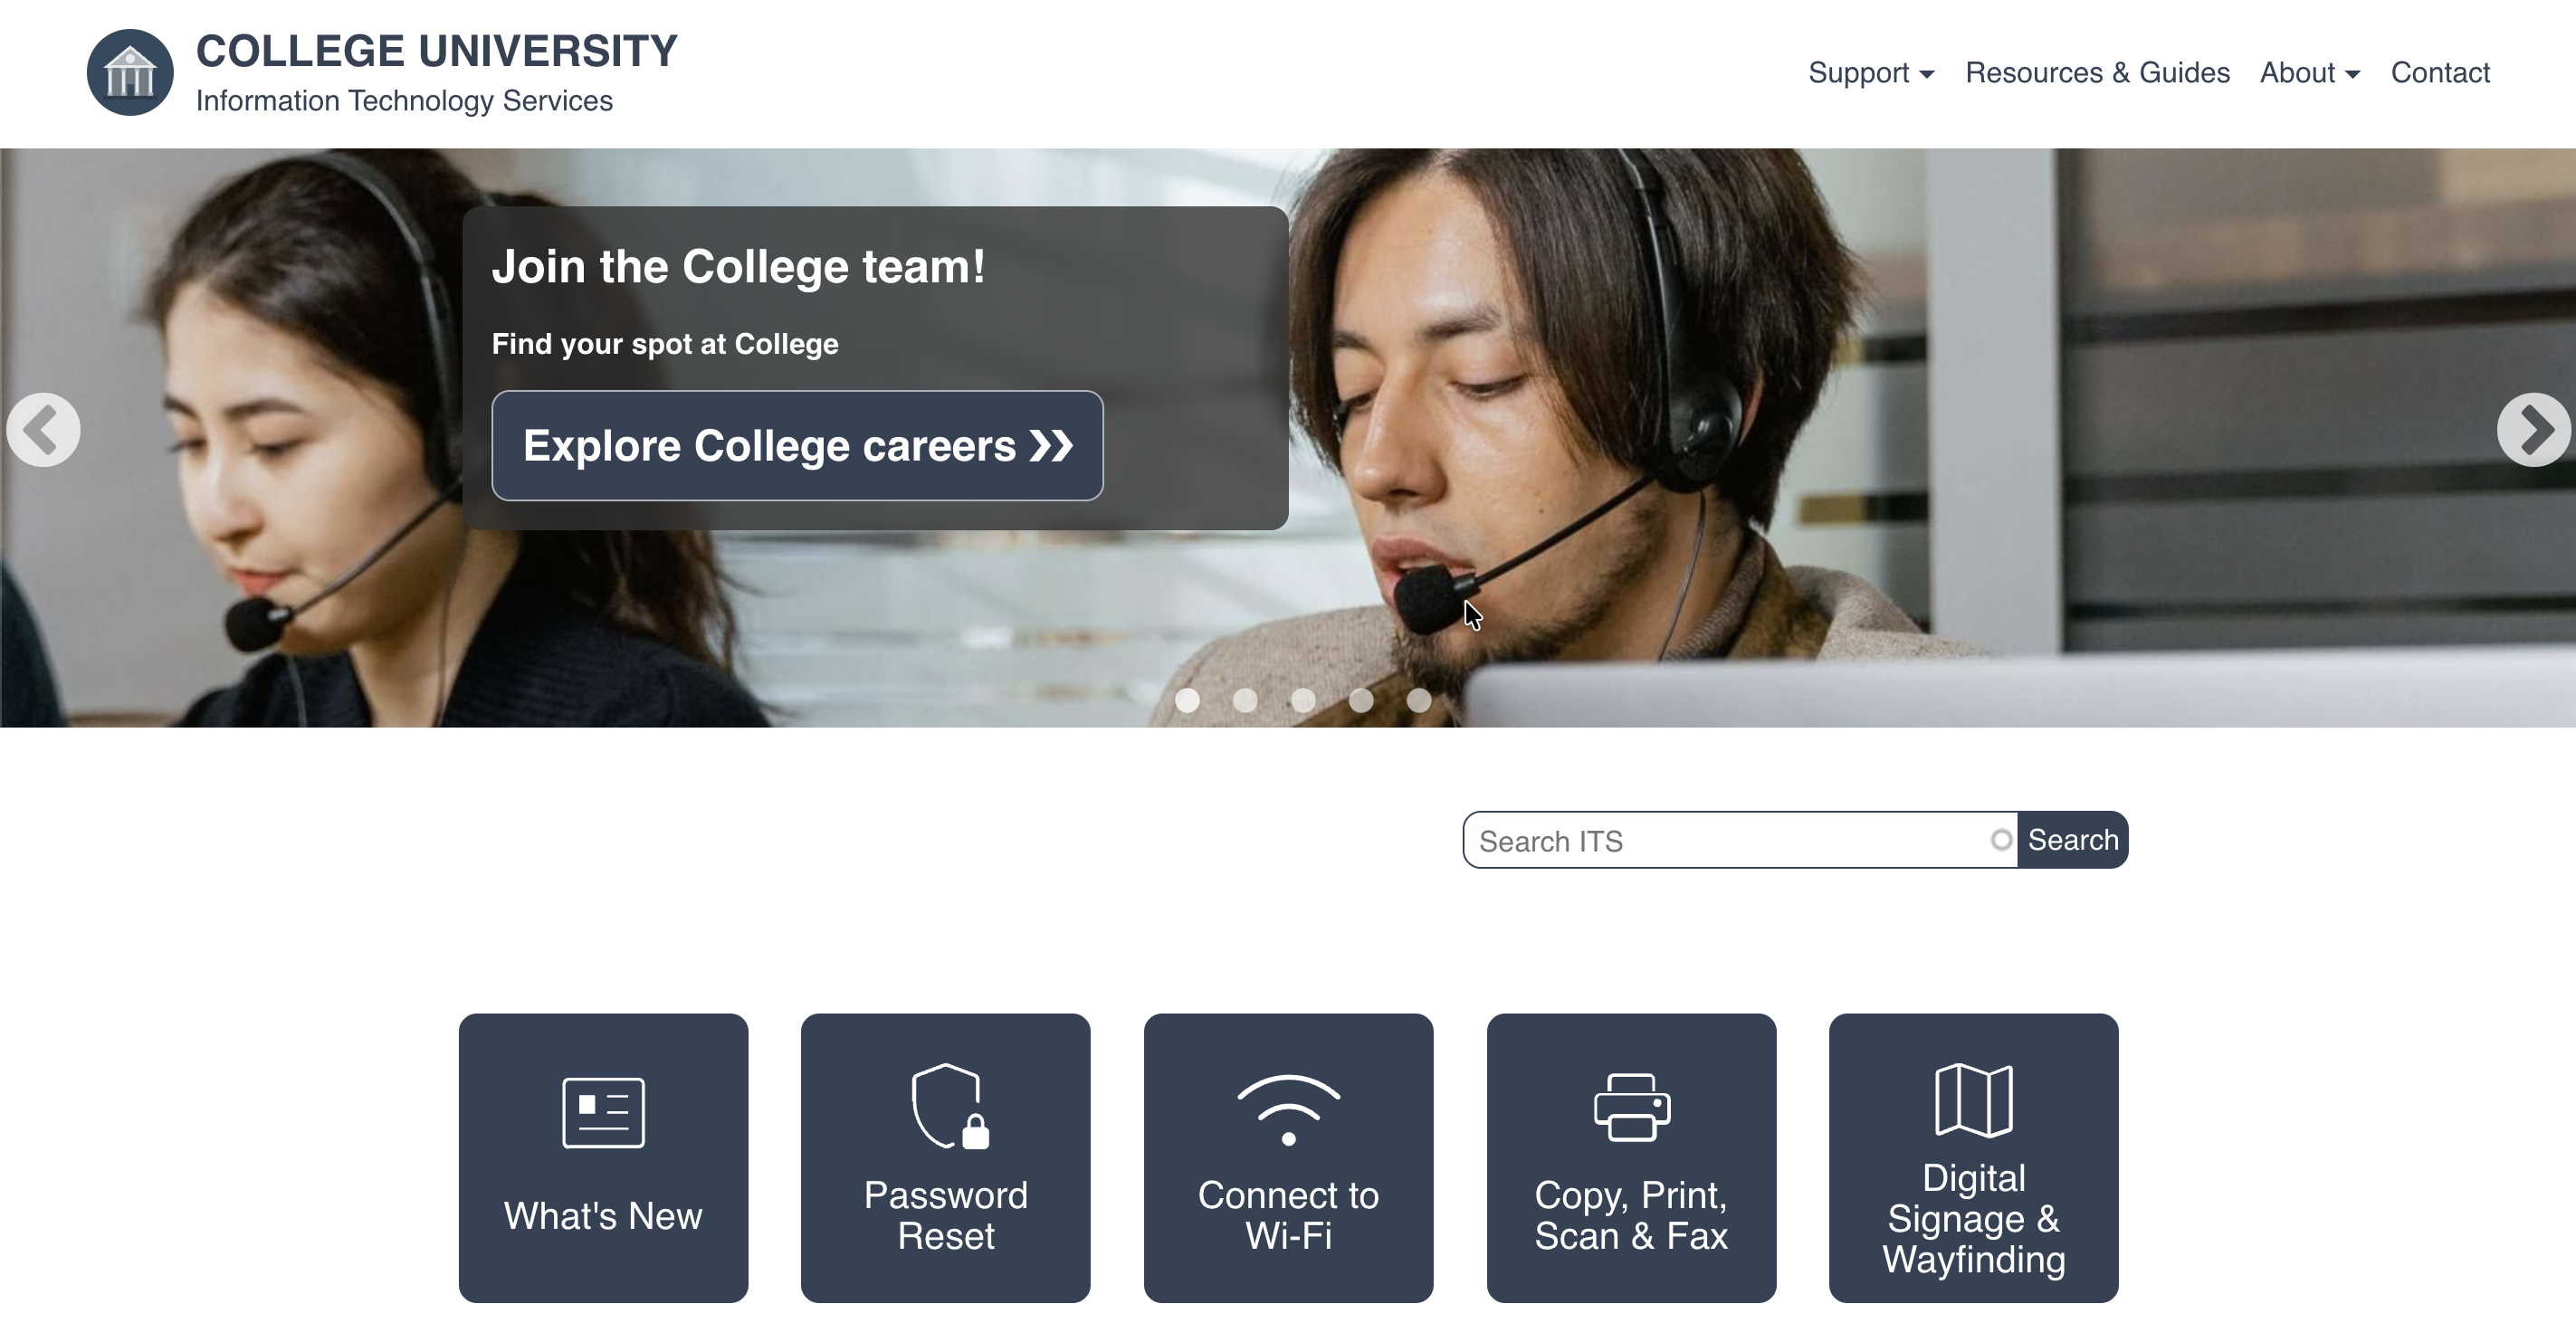 COLLEGE UNIVERSITY
Information Technology Services
Support
Resources & Guides
About
Contact
Join the College team!
Find your spot at College
Explore College careers
Search ITS
Search
What's New
Password
Reset
Connect to
Wi-Fi
Copy, Print,
Scan & Fax
Digital
Signage &
Wayfinding